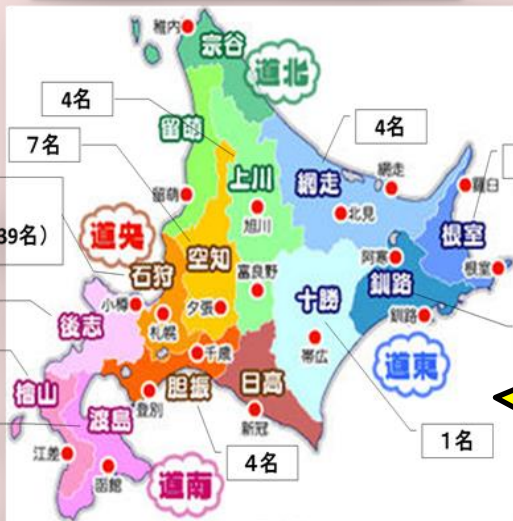 稚内
宗谷
道北
4名
留萌
4名
7名
上川
網走
網走
羅臼
留萌
旭川
北見
39名）
道央
空知
根室
石狩
富良野
阿寒
根室
小樽
十勝
釧路
後志
札幌
夕張
釧路
千歳
帯広
道東
檜山
胆振
日高
渡島
登別
新冠
1名
江差
4名
函館
道南